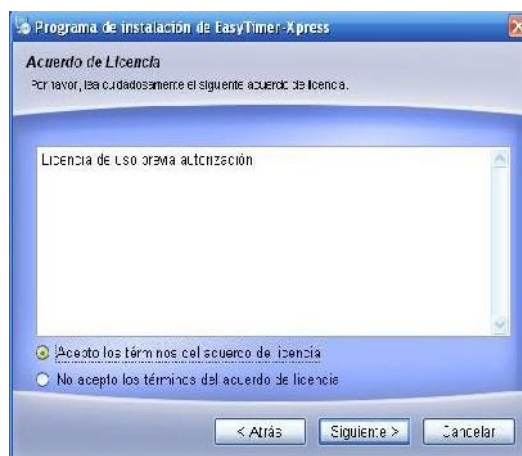 Programa de instalación de EasyTimer-Xpress
Acuerdo de Licencia
Por favor, lea cuidadosamente el siguiente acuerdo de licencia.
Licencia de uso previa autorización
Acepto los términos del acuerdo de licencia
No acepto los términos del acuerdo de licencia
< Atrás
Siguiente >
Cancelar